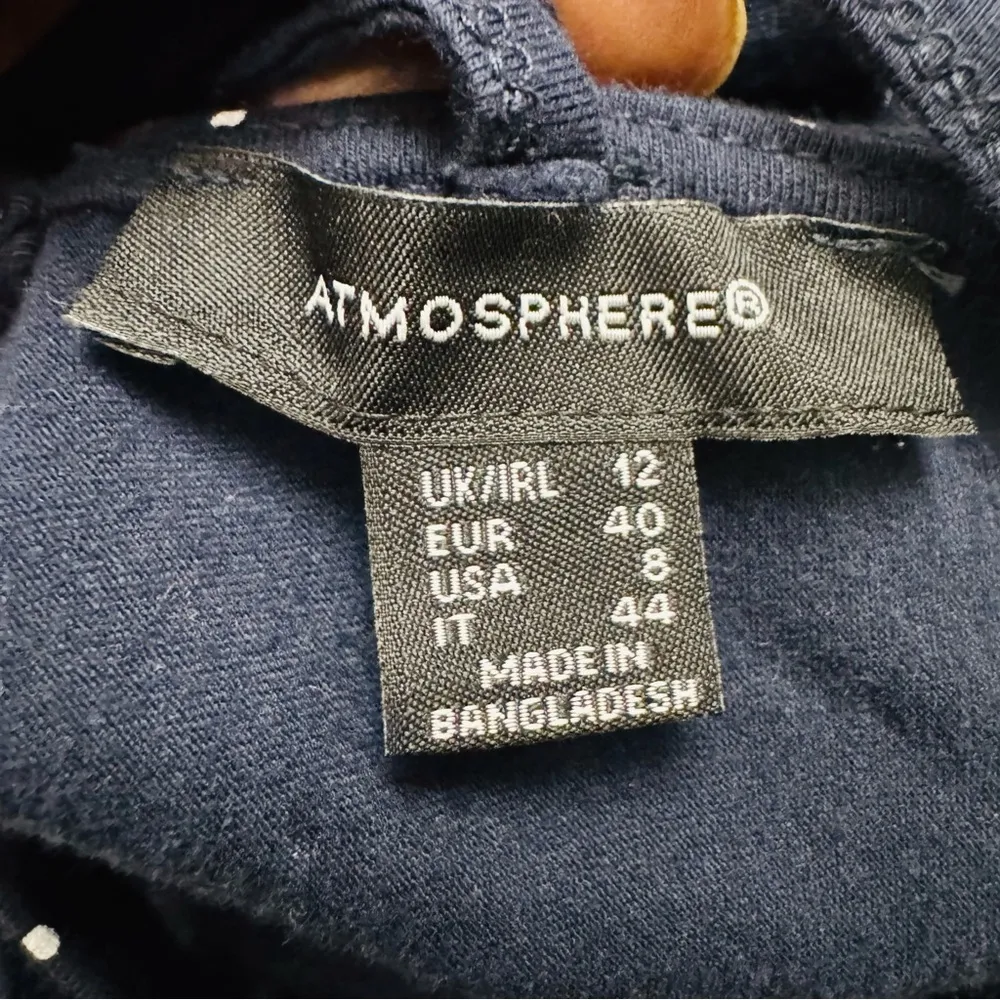 ATMOSPHERE®
UK/IRL 12
EUR 40
USA 8
IT 44
MADE IN
BANGLADESH